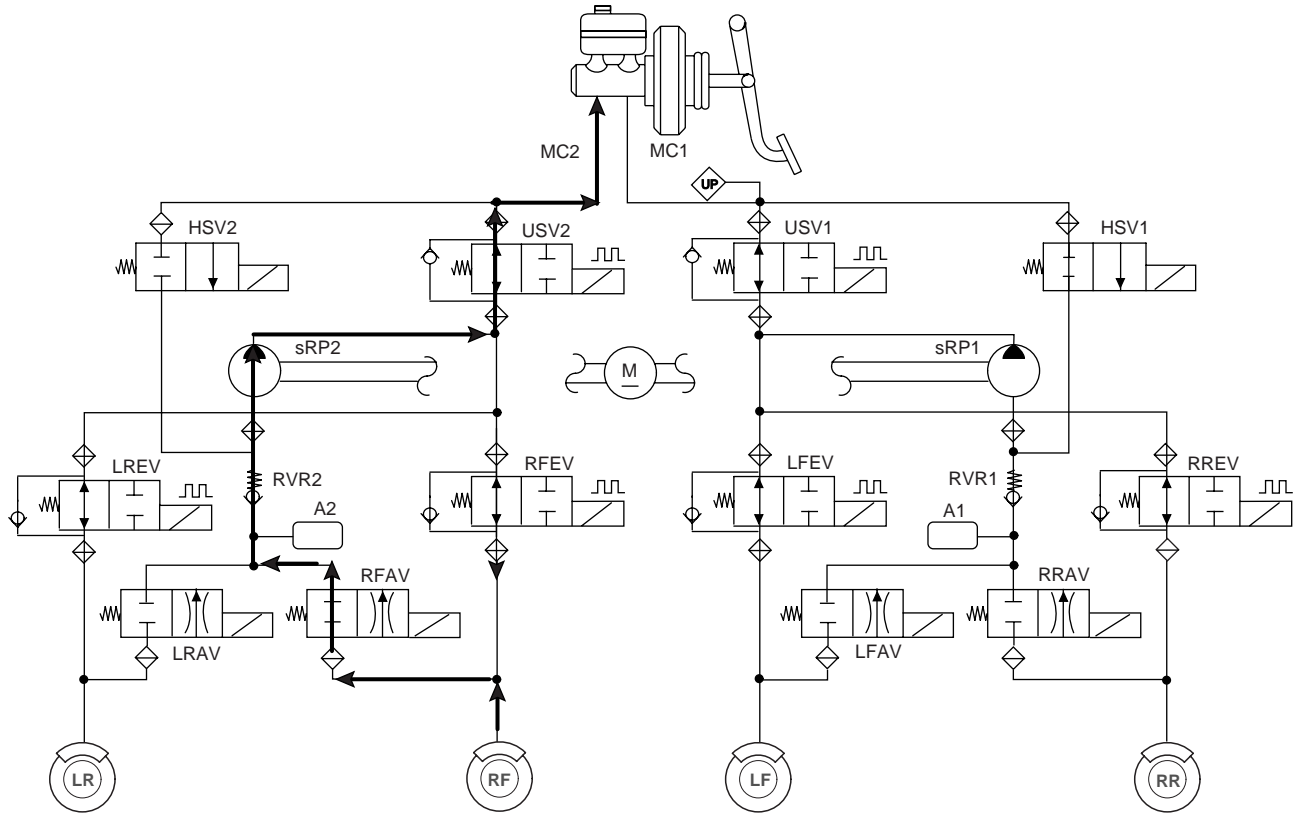 MC2
MC1
UP
HSV2
USV2
USV1
HSV1
sRP2
M
sRP1
LREV
RVR2
RFEV
LFEV
RVR1
RREV
A2
A1
RFAV
RRAV
LRAV
LFAV
LR
RF
LF
RR